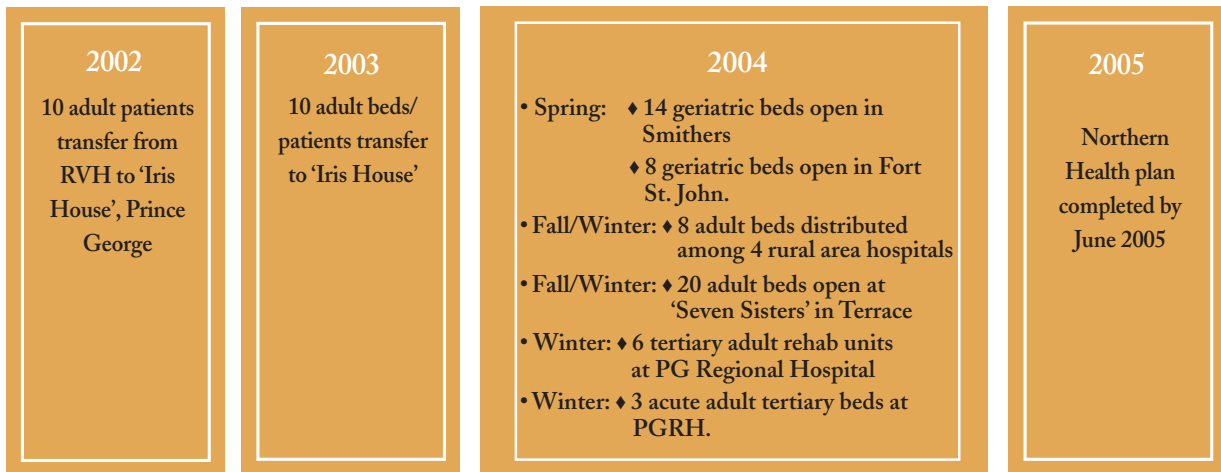 2002
10 adult patients
transfer from
RVH to ‘Iris
House’, Prince
George
2003
10 adult beds/
patients transfer
to ‘Iris House’
2004
• Spring: ♦ 14 geriatric beds open in
Smithers
♦ 8 geriatric beds open in Fort
St. John.
• Fall/Winter: ♦ 8 adult beds distributed
among 4 rural area hospitals
• Fall/Winter: ♦ 20 adult beds open at
‘Seven Sisters’ in Terrace
• Winter: ♦ 6 tertiary adult rehab units
at PG Regional Hospital
• Winter: ♦ 3 acute adult tertiary beds at
PGRH.
2005
Northern
Health plan
completed by
June 2005